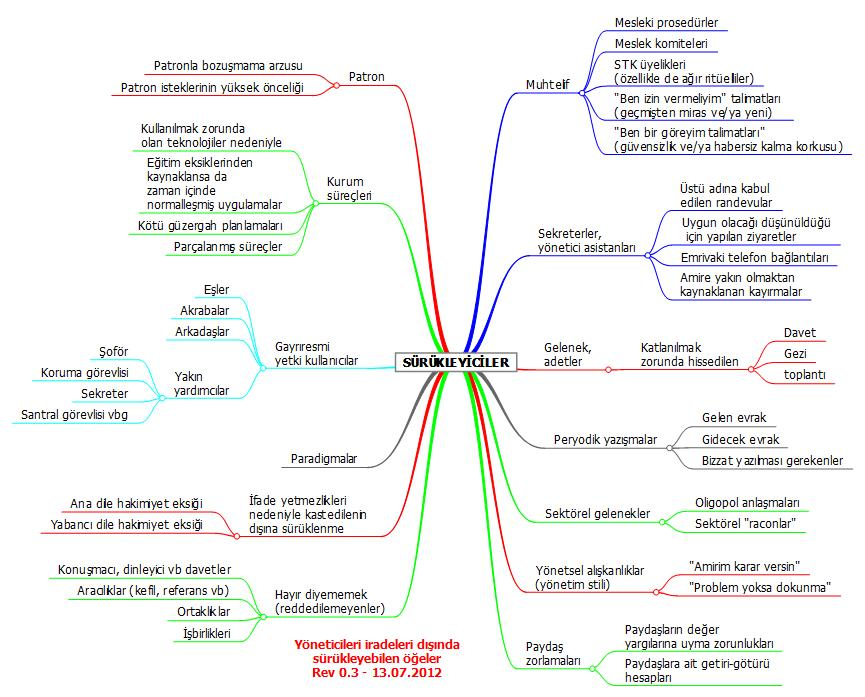 SÜRÜKLEYİCİLER
Patron
Patronla bozuşmama arzusu
Patron isteklerinin yüksek önceliği
Kurum
süreçleri
Kullanılmak zorunda
olan teknolojiler nedeniyle
Eğitim eksiklerinden
kaynaklansa da
zaman içinde
normalleşmiş uygulamalar
Kötü güzergah planlamaları
Parçalanmış süreçler
Gayrıresmi
yetki kullanıcılar
Eşler
Akrabalar
Arkadaşlar
Yakın
yardımcılar
Şoför
Koruma görevlisi
Sekreter
Santral görevlisi vbg
Paradigmalar
İfade yetmezlikleri
nedeniyle kastedilenin
dışına sürüklenme
Ana dile hakimiyet eksiği
Yabancı dile hakimiyet eksiği
Hayır diyememek
(reddedilemeyenler)
Konuşmacı, dinleyici vb davetler
Aracılıklar (kefil, referans vb)
Ortaklıklar
İşbirlikleri
Muhtelif
Mesleki prosedürler
Meslek komiteleri
STK üyelikleri
(özellikle de ağır ritüelliler)
"Ben izin vermeliyim" talimatları
(geçmişten miras ve/ya yeni)
"Ben bir göreyim talimatları"
(güvensizlik ve/ya habersiz kalma korkusu)
Sekreterler,
yönetici asistanları
Üstü adına kabul
edilen randevular
Uygun olacağı düşünüldüğü
için yapılan ziyaretler
Emrivaki telefon bağlantıları
Amire yakın olmaktan
kaynaklanan kayırmalar
Gelenek,
adetler
Katlanılmak
zorunda hissedilen
Davet
Gezi
toplantı
Peryodik yazışmalar
Gelen evrak
Gidecek evrak
Bizzat yazılması gerekenler
Sektörel gelenekler
Oligopol anlaşmaları
Sektörel "raconlar"
Yönetsel alışkanlıklar
(yönetim stili)
"Amirim karar versin"
"Problem yoksa dokunma"
Paydaş
zorlamaları
Paydaşların değer
yargılarına uyma zorunlukları
Paydaşlara ait getiri-götürü
hesapları
Yöneticileri iradeleri dışında
sürükleyebilen öğeler
Rev 0.3 - 13.07.2012